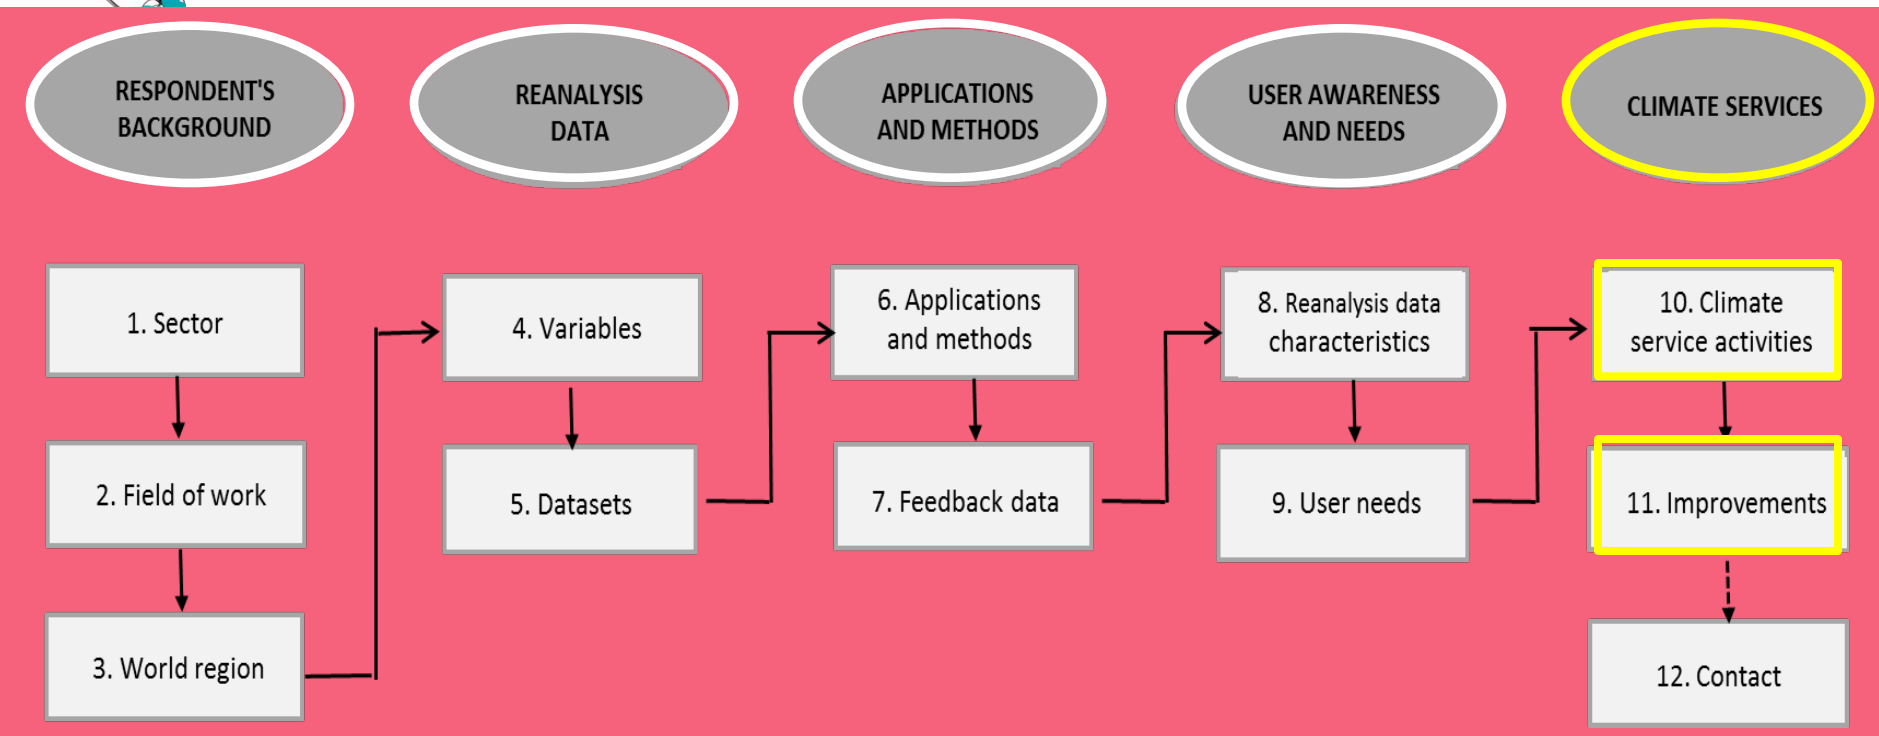 RESPONDENT'S
BACKGROUND
REANALYSIS
DATA
APPLICATIONS
AND METHODS
USER AWARENESS
AND NEEDS
CLIMATE SERVICES
1. Sector
2. Field of work
3. World region
4. Variables
5. Datasets
6. Applications
and methods
7. Feedback data
8. Reanalysis data
characteristics
9. User needs
10. Climate
service activities
11. Improvements
12. Contact